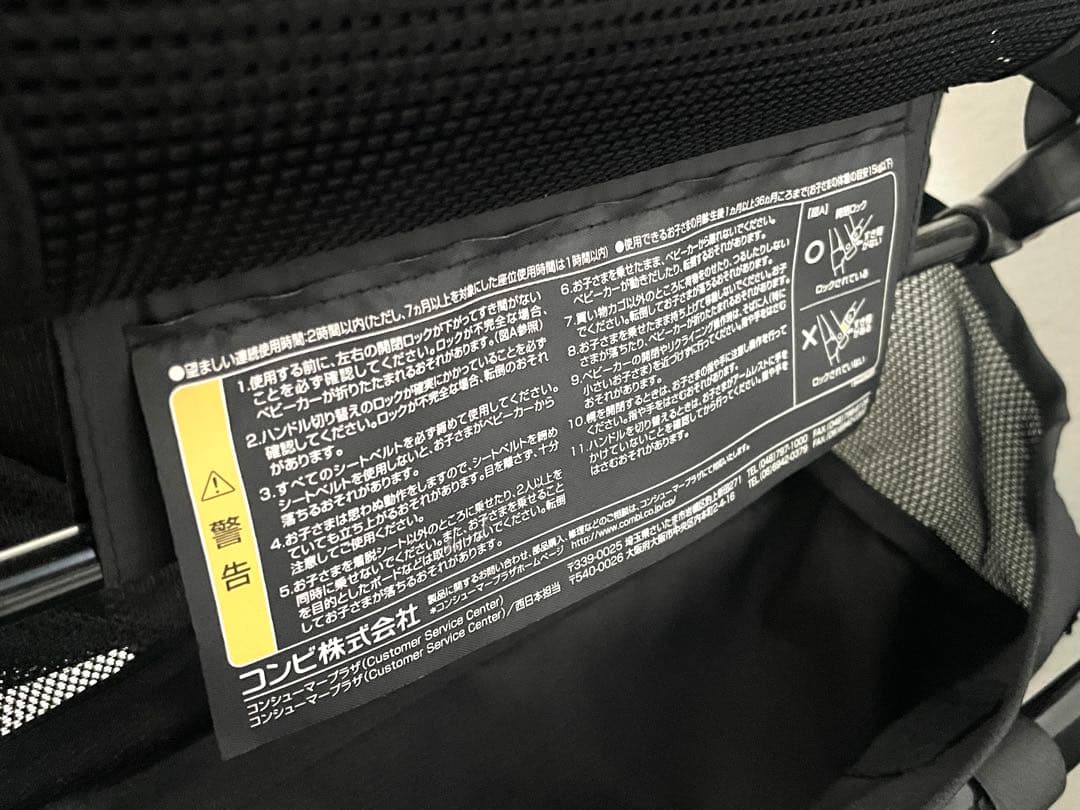 ●望ましい連続使用時間:2時間以内(ただし、7ヵ月以上を対象にした座位使用時間は1時間以内) ●使用できるお子さまの月齢:生後1ヵ月以上36ヵ月ころまで(お子さまの体重の目安15kg以下)
警告
1.使用する前に、左右の開閉ロックが下がってすき間がない
ことを必ず確認してください。ロックが不完全な場合、
ベビーカーが折りたたまれるおそれがあります。(図A参照)
2.ハンドル切り替えのロックが確実にかかっていることを必ず
確認してください。ロックが不完全な場合、転倒のおそれ
があります。
3.すべてのシートベルトを必ず締めて使用してください。
シートベルトを使用しないと、お子さまがベビーカーから
落ちるおそれがあります。
4.お子さまは思わぬ動作をしますので、シートベルトを締め
ていても立ち上がるおそれがあります。目を離さず、十分
注意してご使用ください。
5.お子さまを着脱シート以外のところに乗せたり、2人以上を
同時に乗せないでください。また、お子さまを乗せること
を目的としたボードなどは取り付けないでください。転倒
してお子さまが落ちるおそれがあります。
6.お子さまを乗せたまま、ベビーカーから離れないでください。
ベビーカーが動きだしたり、転倒するおそれがあります。
7.買い物カゴ以外のところに荷物をのせたり、つるしたりしない
でください。転倒してお子さまが落ちるおそれがあります。
8.お子さまを乗せたまま持ち上げて移動しないでください。お子
さまが落ちたり、ベビーカーが折りたたまれるおそれがあります。
9.ベビーカーの開閉やリクライニング操作時は、そばに人(特に
小さいお子さま)を近づけずに行ってください。指や手をはさむ
おそれがあります。
10.幌を開閉するときは、お子さまの指や手に注意し操作を行って
ください。指や手をはさむおそれがあります。
11.ハンドルを切り替えるときは、お子さまがアームレストに手を
かけていないことを確認してから行ってください。指や手を
はさむおそれがあります。
[図A] 開閉ロック
すき間
がない
ロックされている
すき間
がある
ロックされていない
コンビ株式会社
製品に関するお問い合わせ、部品購入、修理などのご相談は、コンシューマープラザにて対応いたします。
*コンシューマープラザホームページ http://www.combi.co.jp/cp/
コンシューマープラザ(Customer Service Center) 〒339-0025 埼玉県さいたま市岩槻区釣上新田271 TEL(048)797-1000 FAX
コンシューマープラザ(Customer Service Center)/西日本担当 〒540-0026 大阪府大阪市中央区内本町2-4-16 TEL(06)6942-0379 FAX